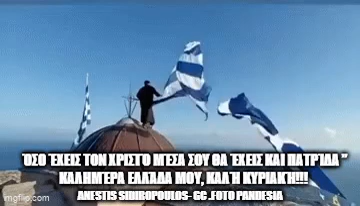 ΌΣΟ ΈΧΕΙΣ ΤΟΝ ΧΡΙΣΤΌ ΜΈΣΑ ΣΟΥ ΘΑ ΈΧΕΙΣ ΚΑΙ ΠΑΤΡΊΔΑ "
ΚΑΛΗΜΈΡΑ ΕΛΛΆΔΑ ΜΟΥ, ΚΑΛΉ ΚΥΡΙΑΚΉ!!!
ANESTIS SIDIROPOULOS- GC .FOTO PANDESIA
imgflip.com